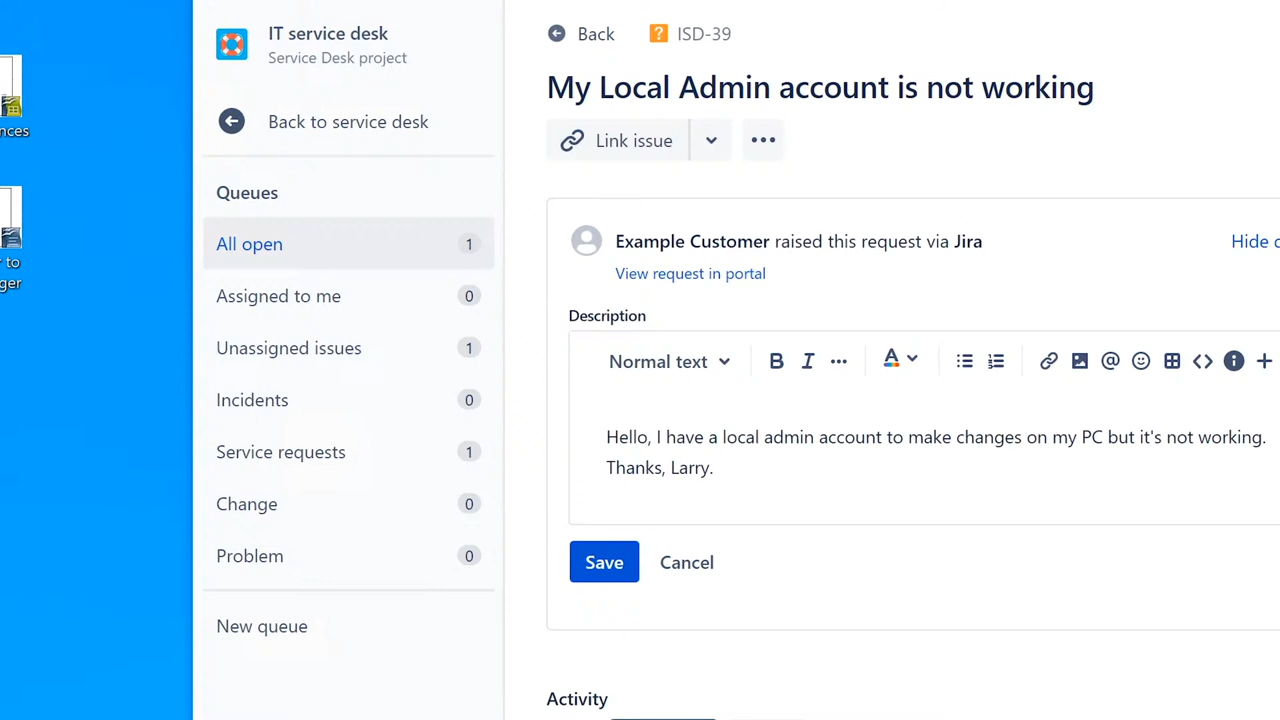 nces
r to
ger
IT service desk
Service Desk project
Back to service desk
Queues
All open 1
Assigned to me 0
Unassigned issues 1
Incidents 0
Service requests 1
Change 0
Problem 0
New queue
Back ISD-39
My Local Admin account is not working
Link issue
Example Customer raised this request via Jira
Hide
View request in portal
Description
Normal text B I A
Hello, I have a local admin account to make changes on my PC but it's not working.
Thanks, Larry.
Save Cancel
Activity